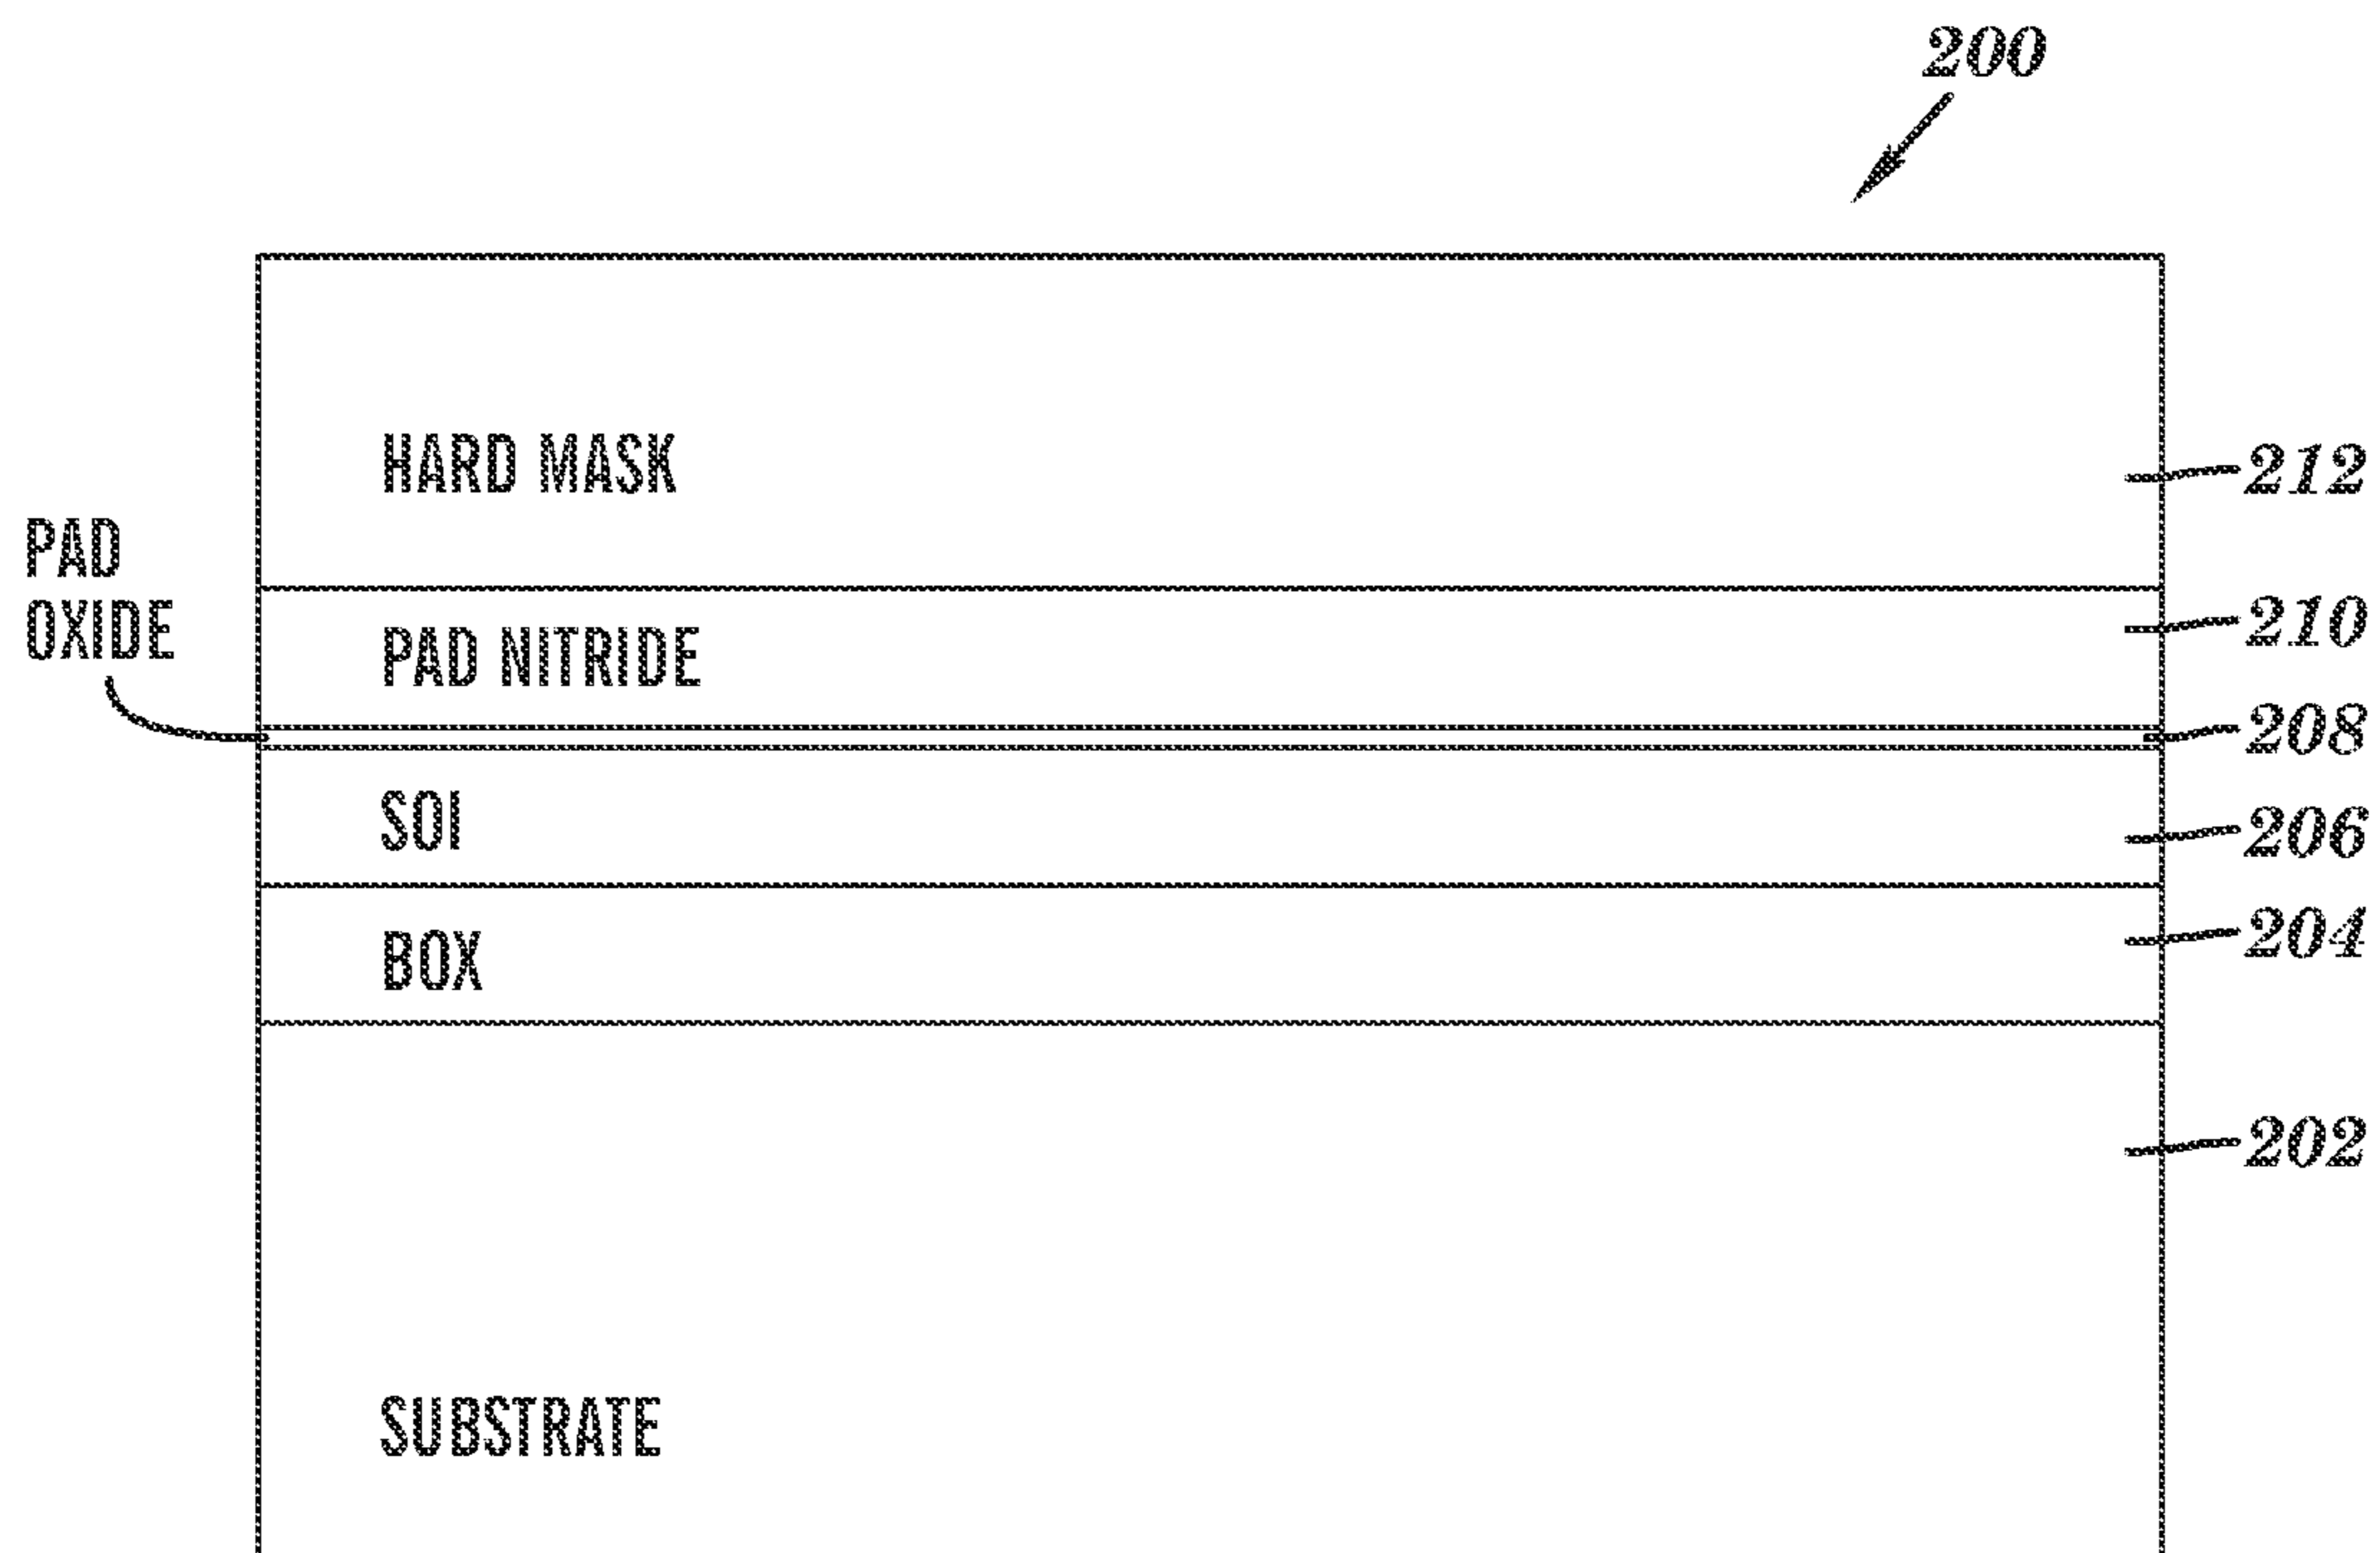 200
HARD MASK
212
PAD
OXIDE
PAD NITRIDE
210
208
SOI
206
BOX
204
202
SUBSTRATE